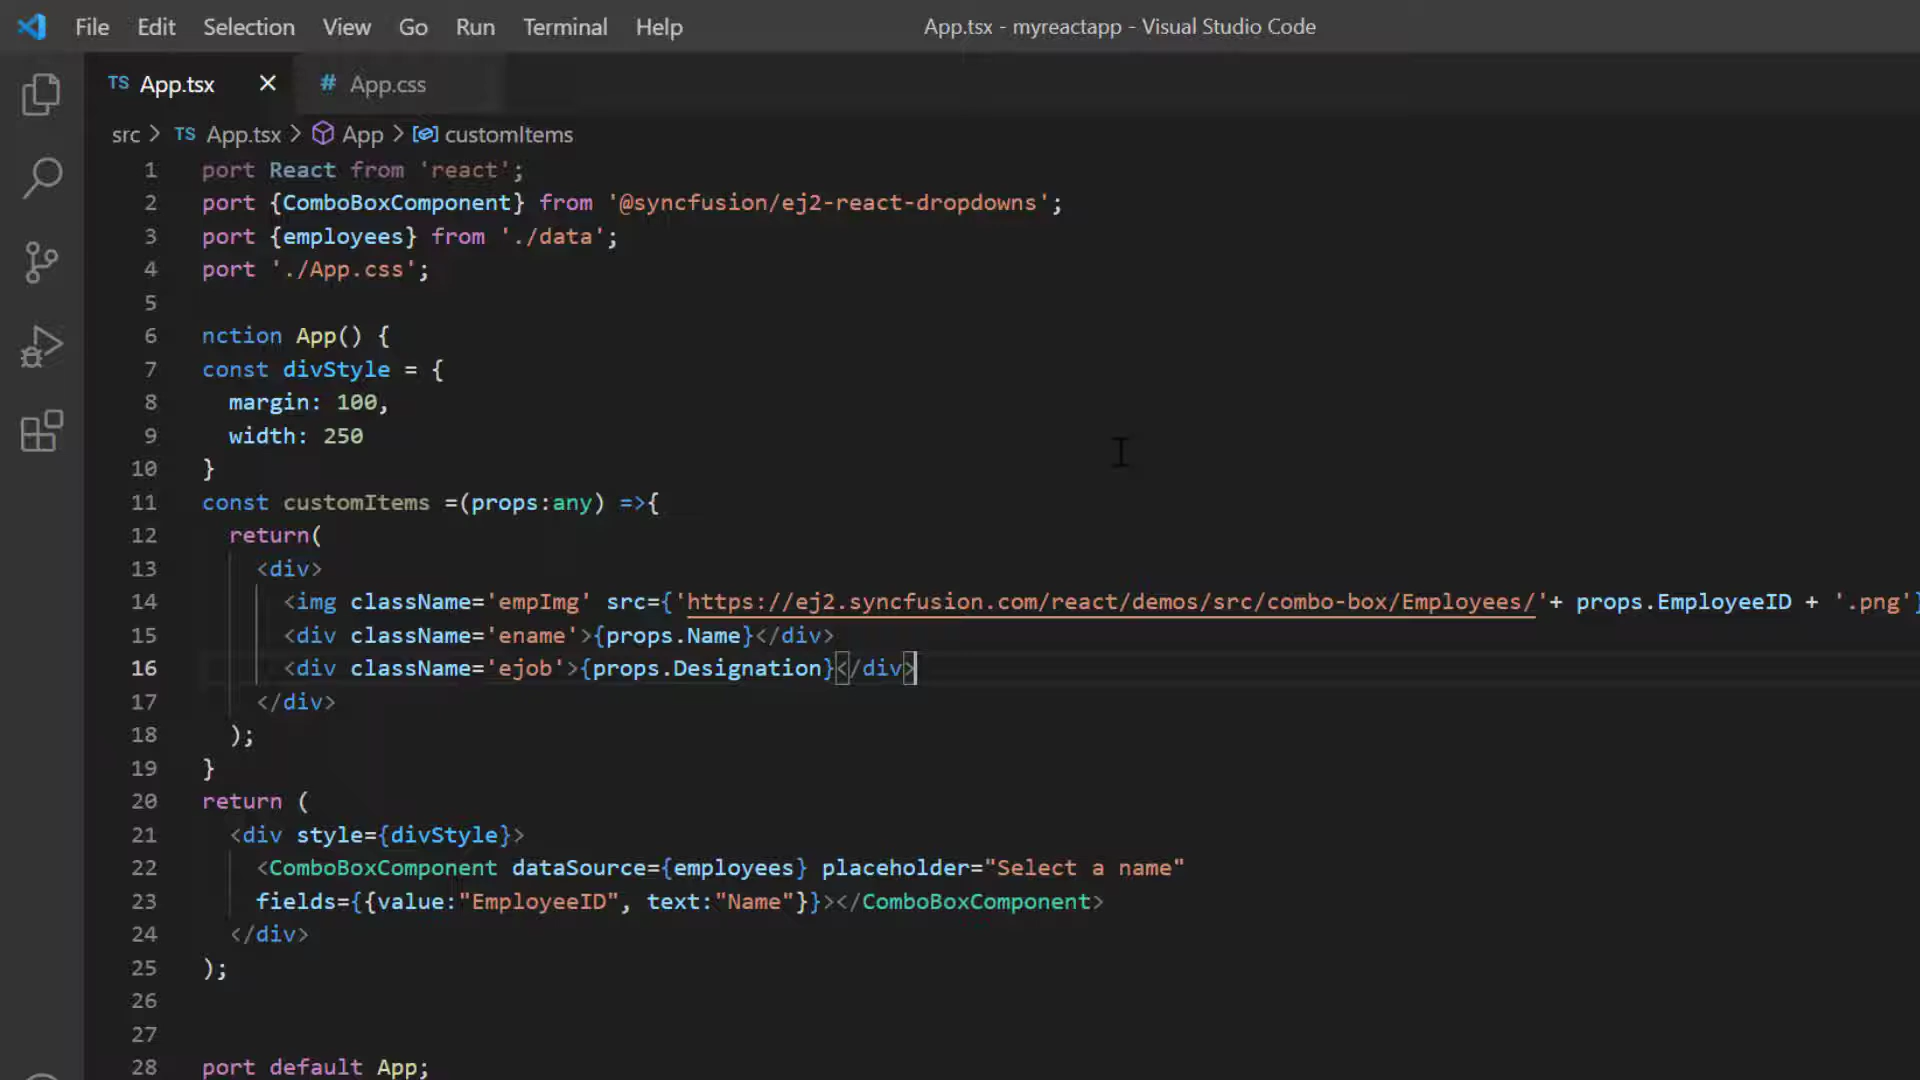 File Edit Selection View Go Run Terminal Help App.tsx - myreactapp - Visual Studio Code
TS App.tsx # App.css
src > TS App.tsx > App > customItems
1 port React from 'react';
2 port {ComboBoxComponent} from '@syncfusion/ej2-react-dropdowns';
3 port {employees} from './data';
4 port './App.css';
5
6 nction App() {
7 const divStyle = {
8 margin: 100,
9 width: 250
10 }
11 const customItems =(props:any) =>{
12 return(
13 <div>
14 <img className='empImg' src={'https://ej2.syncfusion.com/react/demos/src/combo-box/Employees/'+ props.EmployeeID + '.png'}
15 <div className='ename'>{props.Name}</div>
16 <div className='ejob'>{props.Designation}</div>
17 </div>
18 );
19 }
20 return (
21 <div style={divStyle}>
22 <ComboBoxComponent dataSource={employees} placeholder="Select a name"
23 fields={{value:"EmployeeID", text:"Name"}}></ComboBoxComponent>
24 </div>
25 );
26
27
28 port default App;